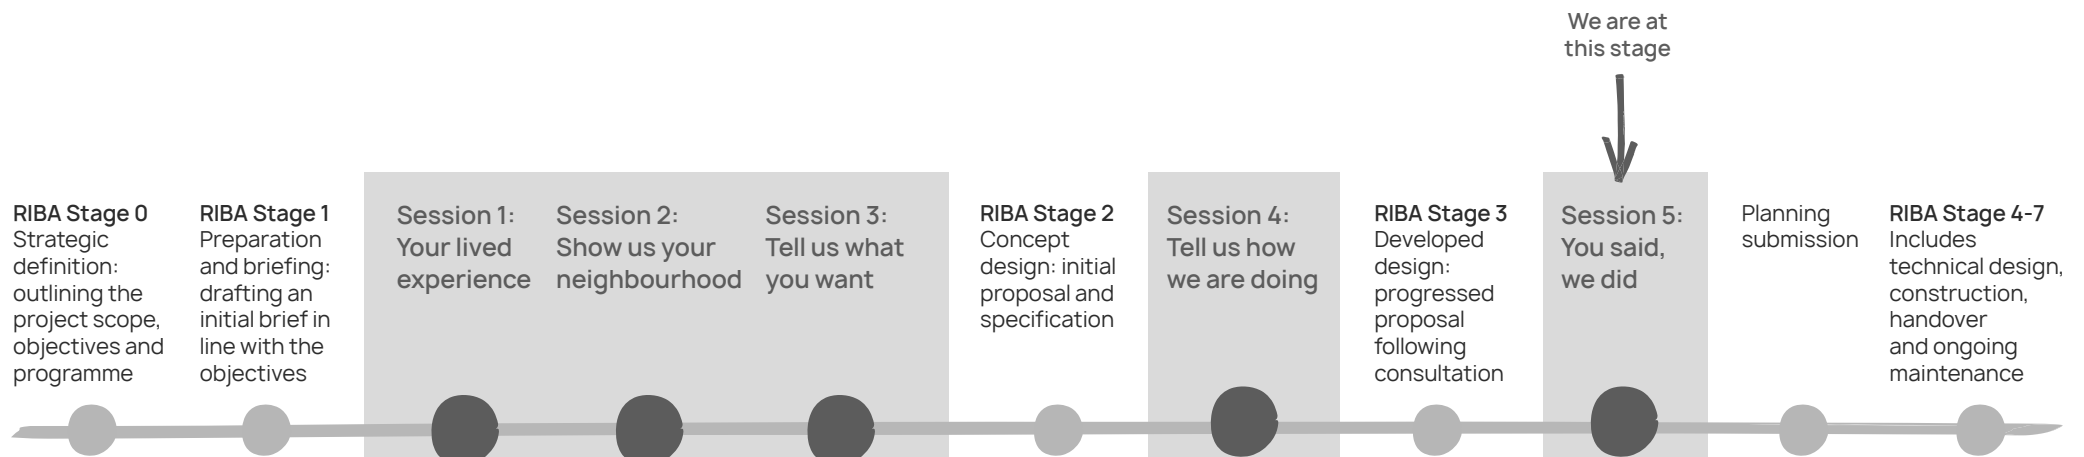 We are at
this stage
RIBA Stage 0
Strategic
definition:
outlining the
project scope,
objectives and
programme
RIBA Stage 1
Preparation
and briefing:
drafting an
initial brief in
line with the
objectives
Session 1:
Your lived
experience
Session 2:
Show us your
neighbourhood
Session 3:
Tell us what
you want
RIBA Stage 2
Concept
design: initial
proposal and
specification
Session 4:
Tell us how
we are doing
RIBA Stage 3
Developed
design:
progressed
proposal
following
consultation
Session 5:
You said,
we did
Planning
submission
RIBA Stage 4-7
Includes
technical design,
construction,
handover
and ongoing
maintenance